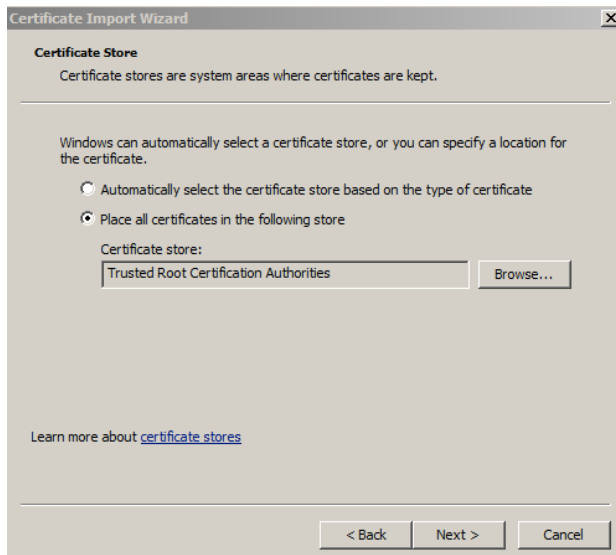 Certificate Import Wizard
Certificate Store
Certificate stores are system areas where certificates are kept.
Windows can automatically select a certificate store, or you can specify a location for
the certificate.
Automatically select the certificate store based on the type of certificate
Place all certificates in the following store
Certificate store:
Trusted Root Certification Authorities
Browse...
Learn more about certificate stores
< Back
Next >
Cancel